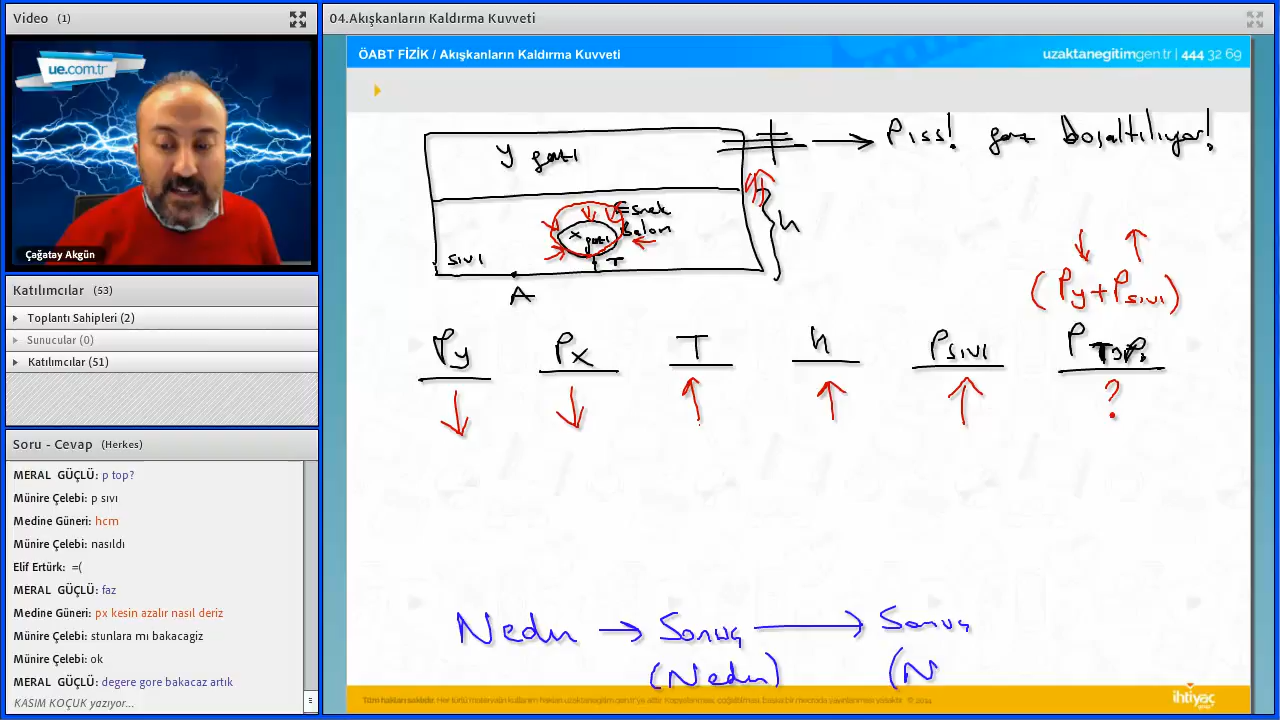 Video (1)
ue.com.tr
Çağatay Akgün
Katılımcılar (53)
Toplantı Sahipleri (2)
Sunucular (0)
Katılımcılar (51)
Soru - Cevap (Herkes)
MERAL GÜÇLÜ: p top?
Münire Çelebi: p sıvı
Medine Güneri: hcm
Münire Çelebi: nasıldı
Elif Ertürk: =(
MERAL GÜÇLÜ: faz
Medine Güneri: px kesin azalır nasıl deriz
Münire Çelebi: stunlara mı bakacagiz
Münire Çelebi: ok
MERAL GÜÇLÜ: degere gore bakacaz artık
KASIM KOÇUK yazıyor...
04.Akışkanların Kaldırma Kuvveti
ÖABT FİZİK / Akışkanların Kaldırma Kuvveti
uzaktanegitimgen.tr | 444 32 69
Pıss! gaz boşaltılıyor!
y gazı
Esnek
balon
x gazı
sıvı
T
h
A
(Py+Psıvı)
Py Px T h Psıvı PTop
?
Neden → Sonuç → Sonuç
(Neden) (N
ihtiyaç